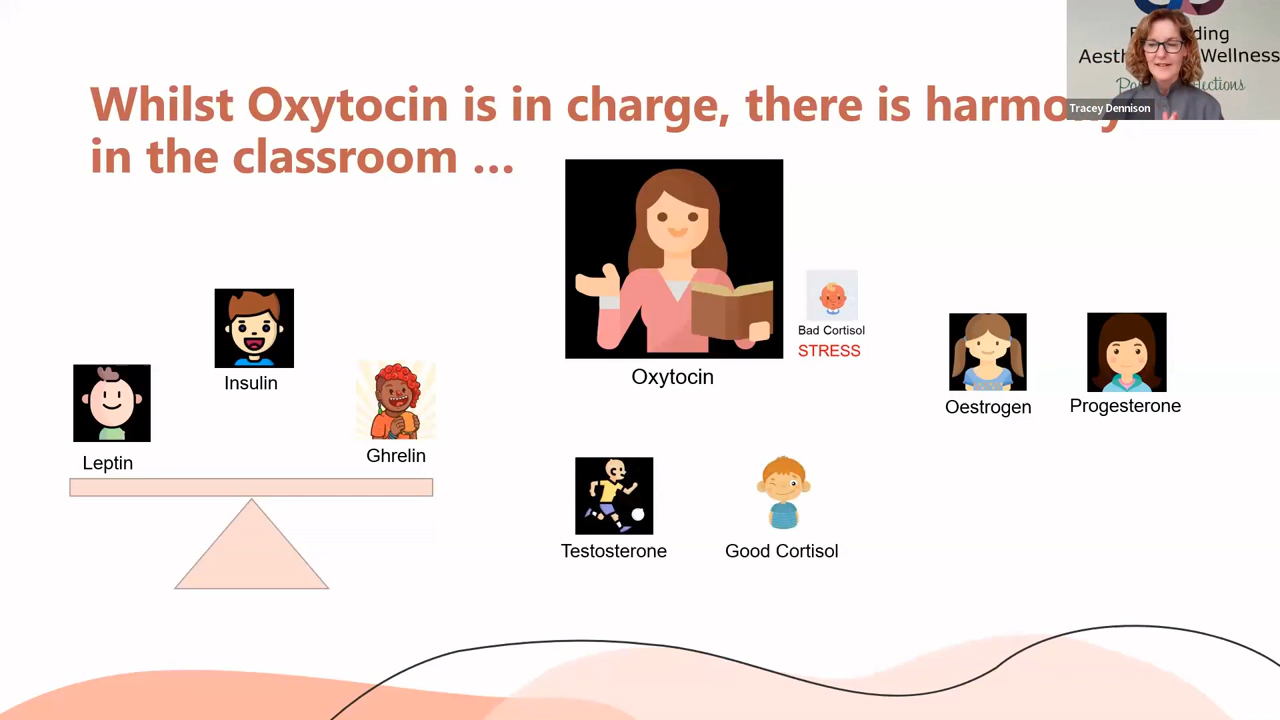 Whilst Oxytocin is in charge, there is harmony
in the classroom ...
Aesth Wellness
Tracey Dennison
Bad Cortisol
STRESS
Oxytocin
Insulin
Leptin
Ghrelin
Oestrogen
Progesterone
Testosterone
Good Cortisol